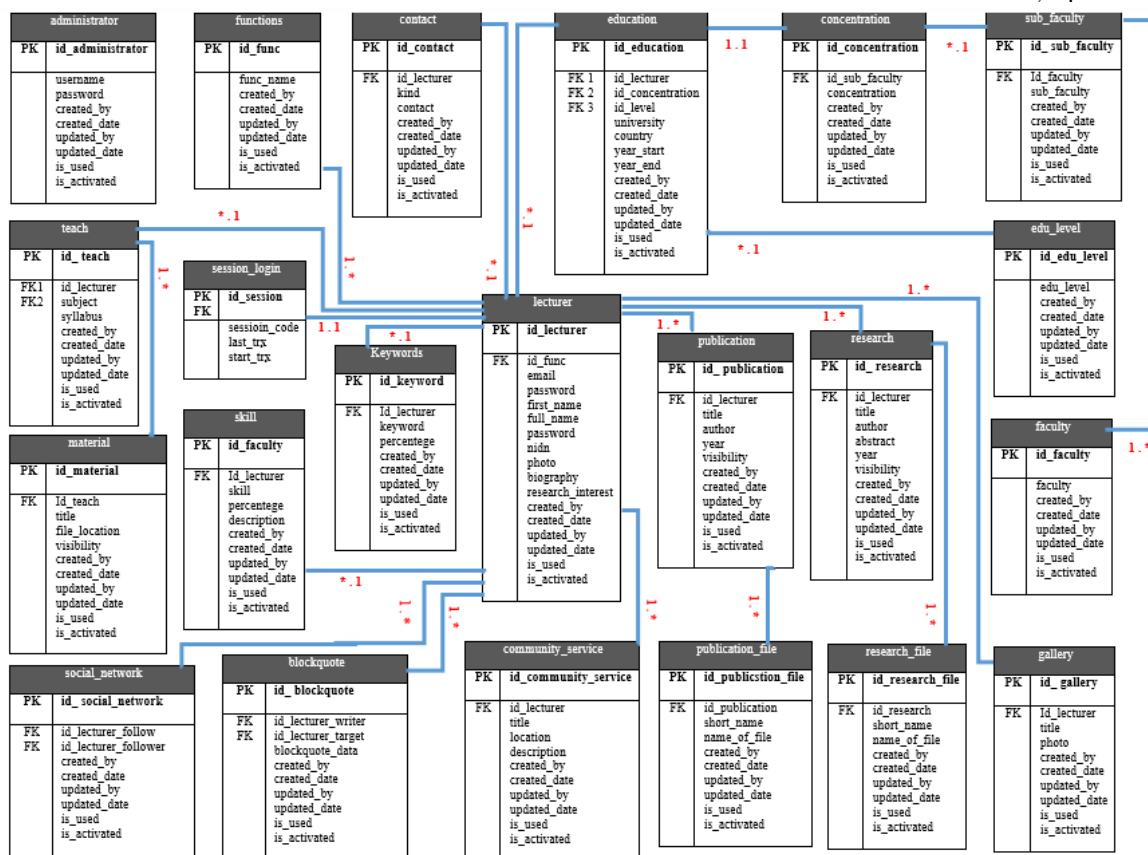 administrator
PK id_administrator
username
password
created_by
created_date
updated_by
updated_date
is_used
is_activated
functions
PK id_func
func_name
created_by
created_date
updated_by
updated_date
is_used
is_activated
contact
PK id_contact
FK id_lecturer
kind
contact
created_by
created_date
updated_by
updated_date
is_used
is_activated
education
PK id_education
FK 1 id_lecturer
FK 2 id_concentration
FK 3 id_level
university
country
year_start
year_end
created_by
created_date
updated_by
updated_date
is_used
is_activated
1.1
concentration
PK id_concentration
FK id_sub_faculty
concentration
created_by
created_date
updated_by
updated_date
is_used
is_activated
*.1
sub_faculty
PK id_ sub_faculty
FK Id_faculty
sub_faculty
created_by
created_date
updated_by
updated_date
is_used
is_activated
teach
PK id_ teach
FK1 id_lecturer
FK2 subject
syllabus
created_by
created_date
updated_by
updated_date
is_used
is_activated
*.1
1.*
session_login
PK id_session
FK
sessioin_code
last_trx
start_trx
1.1
1.*
*.1
*.1
*.1
Keywords
PK id_keyword
FK Id_lecturer
keyword
percentege
created_by
created_date
updated_by
updated_date
is_used
is_activated
lecturer
PK id_lecturer
FK id_func
email
password
first_name
full_name
password
nidn
photo
biography
research_interest
created_by
created_date
updated_by
updated_date
is_used
is_activated
1.*
publication
PK id_ publication
FK id_lecturer
title
author
year
visibility
created_by
created_date
updated_by
updated_date
is_used
is_activated
1.*
research
PK id_ research
FK id_lecturer
title
author
abstract
year
visibility
created_by
created_date
updated_by
updated_date
is_used
is_activated
*.1
1.*
edu_level
PK id_edu_level
edu_level
created_by
created_date
updated_by
updated_date
is_used
is_activated
material
PK id_material
FK Id_teach
title
file_location
visibility
created_by
created_date
updated_by
updated_date
is_used
is_activated
skill
PK id_faculty
FK Id_lecturer
skill
percentege
description
created_by
created_date
updated_by
updated_date
is_used
is_activated
*.1
1.*
1.*
1.*
1.*
1.*
faculty
PK id_faculty
faculty
created_by
created_date
updated_by
updated_date
is_used
is_activated
1.*
social_network
PK id_ social_network
FK id_lecturer_follow
FK id_lecturer_follower
created_by
created_date
updated_by
updated_date
is_used
is_activated
blockquote
PK id_ blockquote
FK id_lecturer_writer
FK id_lecturer_target
blockquote_data
created_by
created_date
updated_by
updated_date
is_used
is_activated
community_service
PK id_community_service
FK id_lecturer
title
location
description
created_by
created_date
updated_by
updated_date
is_used
is_activated
publication_file
PK id_publicstion_file
FK id_publication
short_name
name_of_file
created_by
created_date
updated_by
updated_date
is_used
is_activated
research_file
PK id_research_file
FK id_research
short_name
name_of_file
created_by
created_date
updated_by
updated_date
is_used
is_activated
gallery
PK id_ gallery
FK Id_lecturer
title
photo
created_by
created_date
updated_by
updated_date
is_used
is_activated